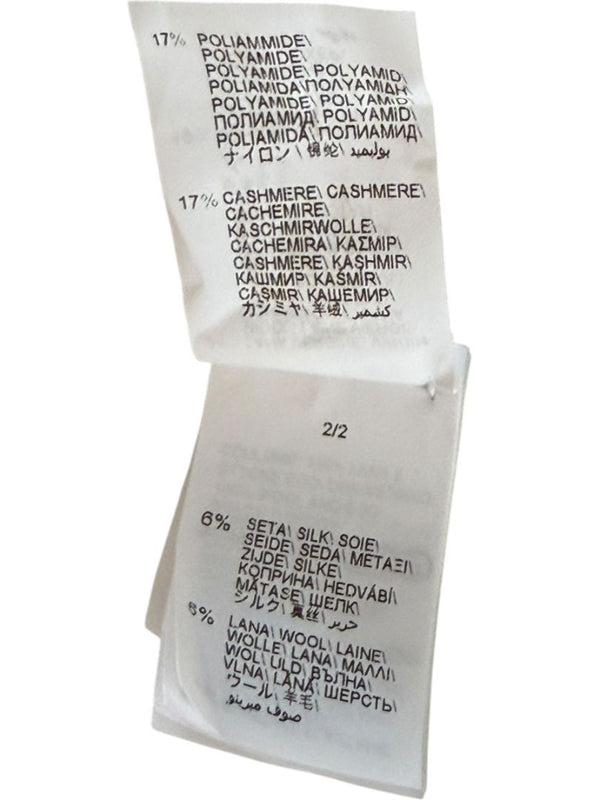 17% POLIAMMIDE\
POLYAMIDE\
POLYAMIDE\ POLYAMID\
POLIAMIDA\ΠΟΛΥΑΜΙΔΗ
POLYAMIDE\ POLYAMID\
ПОЛИАМИД\ POLYAMID\
POLIAMIDĂ\ ПОЛИАМИД\
ナイロン\ 锦纶\ بوليميد
17% CASHMERE\ CASHMERE\
CACHEMIRE\
KASCHMIRWOLLE\
CACHEMIRA\ ΚΑΣΜΙΡ\
CASHMERE\ KASHMIR\
КАШМИР\ KAŠMÍR\
CAŞMIR\ КАШЕМИР\
カシミヤ\ 羊绒\ كشمير
2/2
6% SETA\ SILK\ SOIE\
SEIDE\ SEDA\ ΜΕΤΑΞΙ\
ZIJDE\ SILKE\
КОПРИНА\ HEDVÁBÍ\
MĂTASE\ ШЕЛК\
シルク\ 真丝\ حرير
6% LANA\ WOOL\ LAINE\
WOLLE\ LANA\ ΜΑΛΛΙ\
WOL\ ULD\ ВЪЛНА\
VLNA\ LÂNĂ\ ШЕРСТЬ\
ウール\ 羊毛\
صوف ميرينو